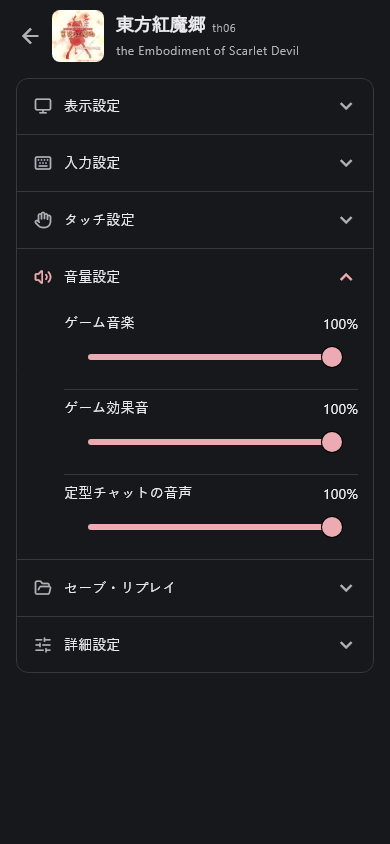 東方紅魔郷 th06
the Embodiment of Scarlet Devil
表示設定
入力設定
タッチ設定
音量設定
ゲーム音楽 100%
ゲーム効果音 100%
定型チャットの音声 100%
セーブ・リプレイ
詳細設定